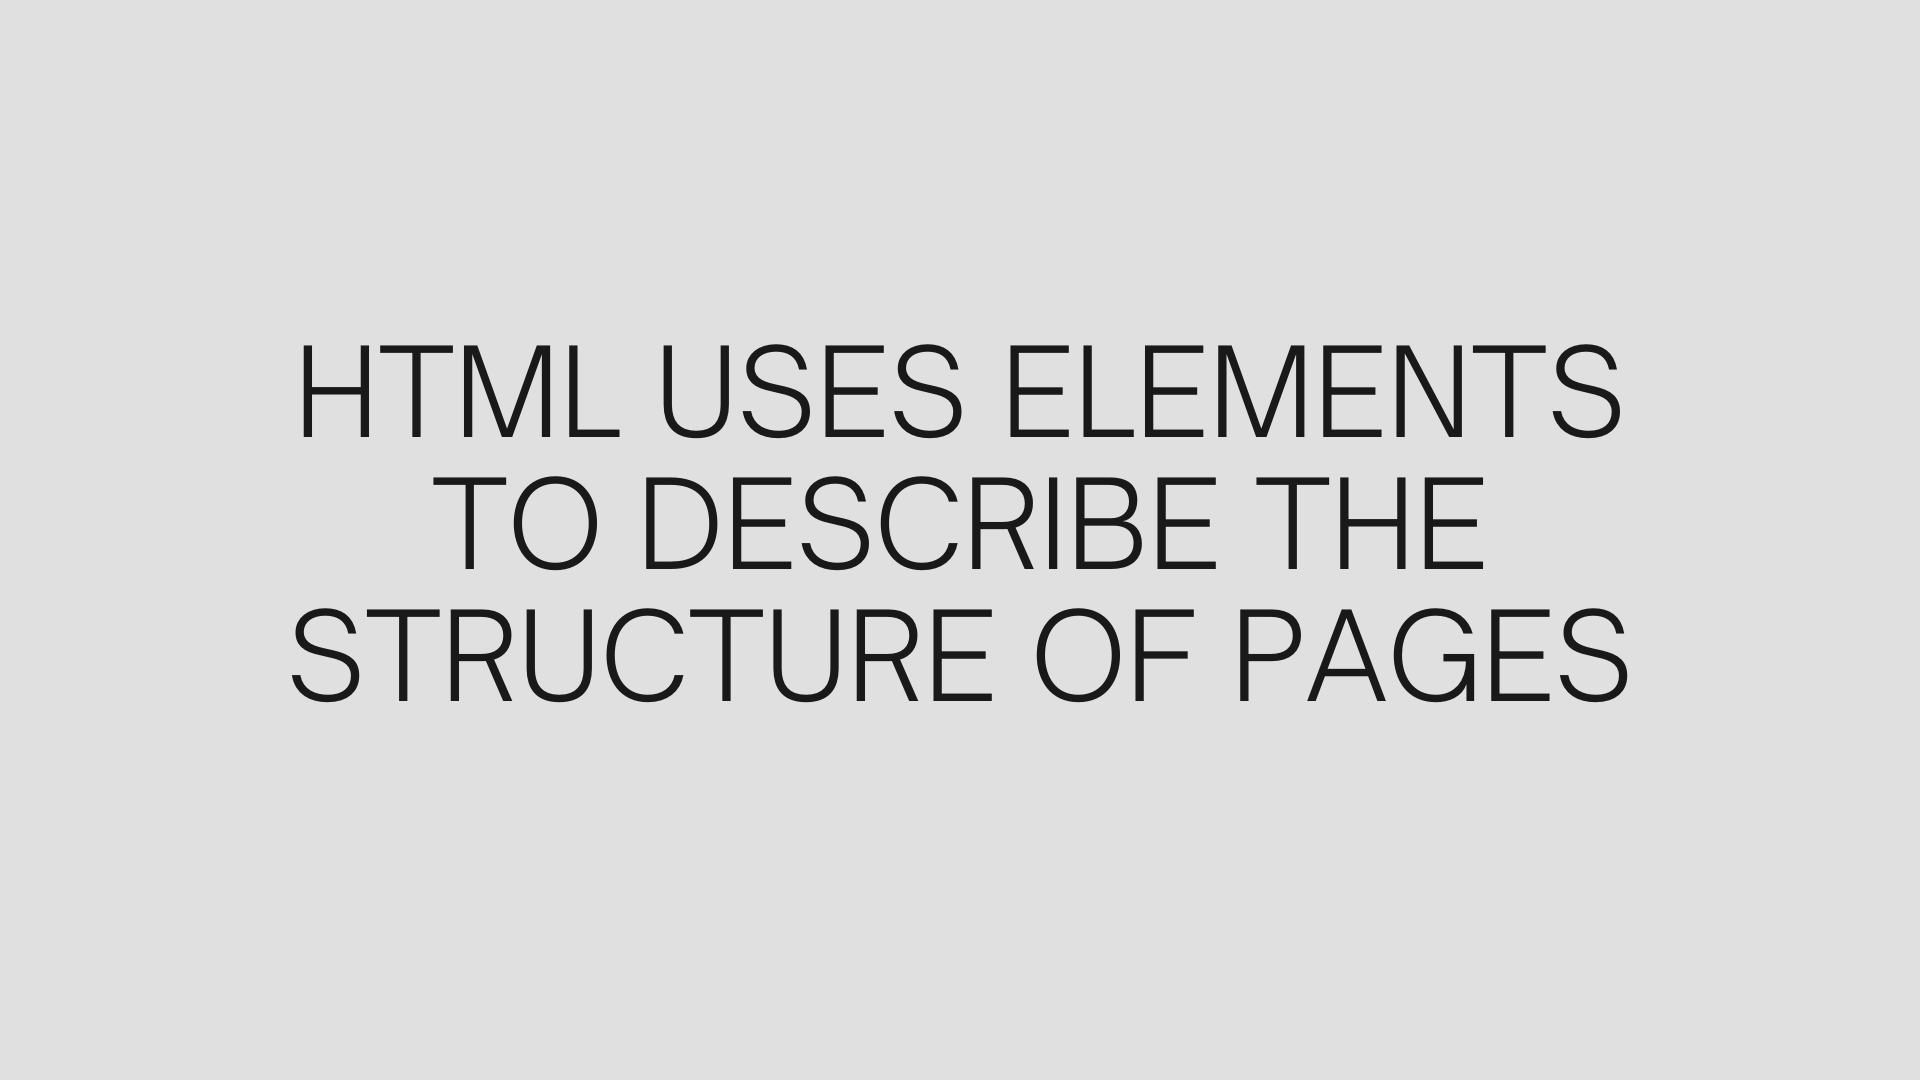 HTML USES ELEMENTS
TO DESCRIBE THE
STRUCTURE OF PAGES